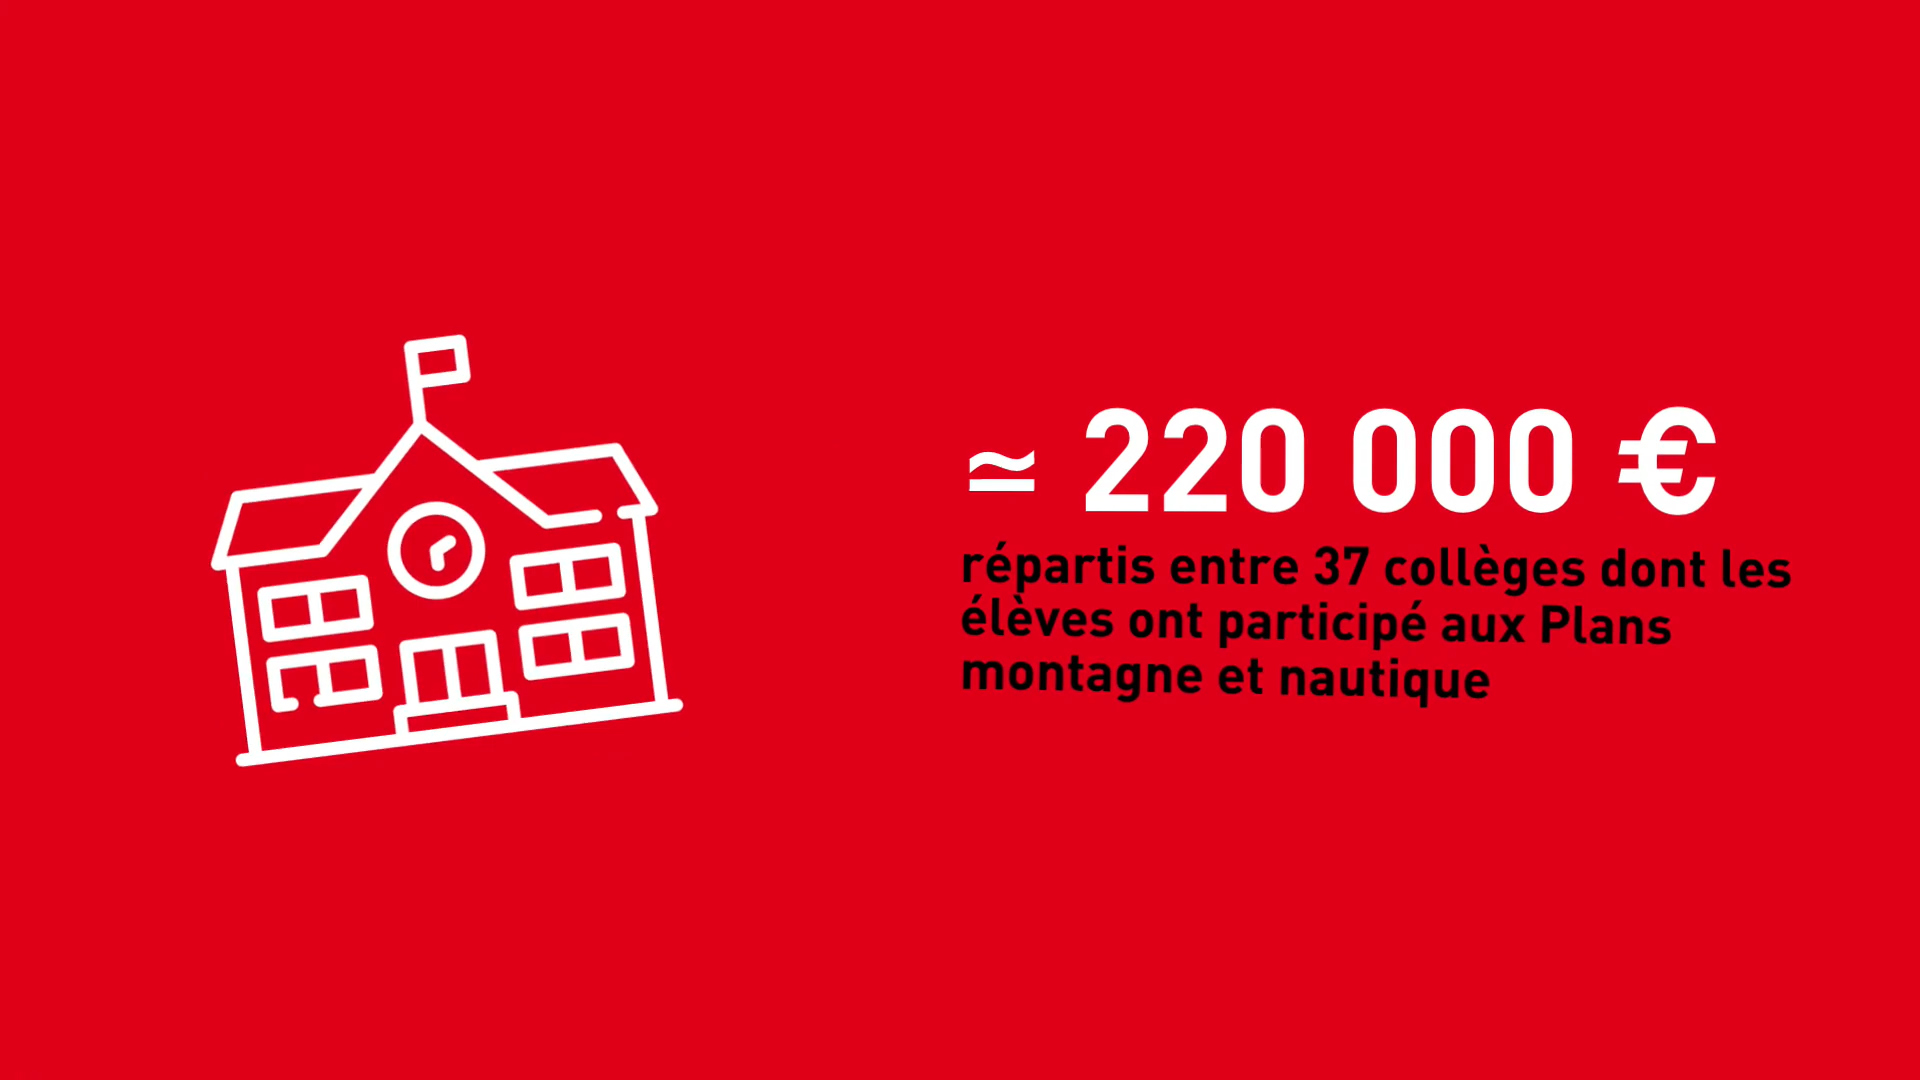 ≃ 220 000 €
répartis entre 37 collèges dont les
élèves ont participé aux Plans
montagne et nautique